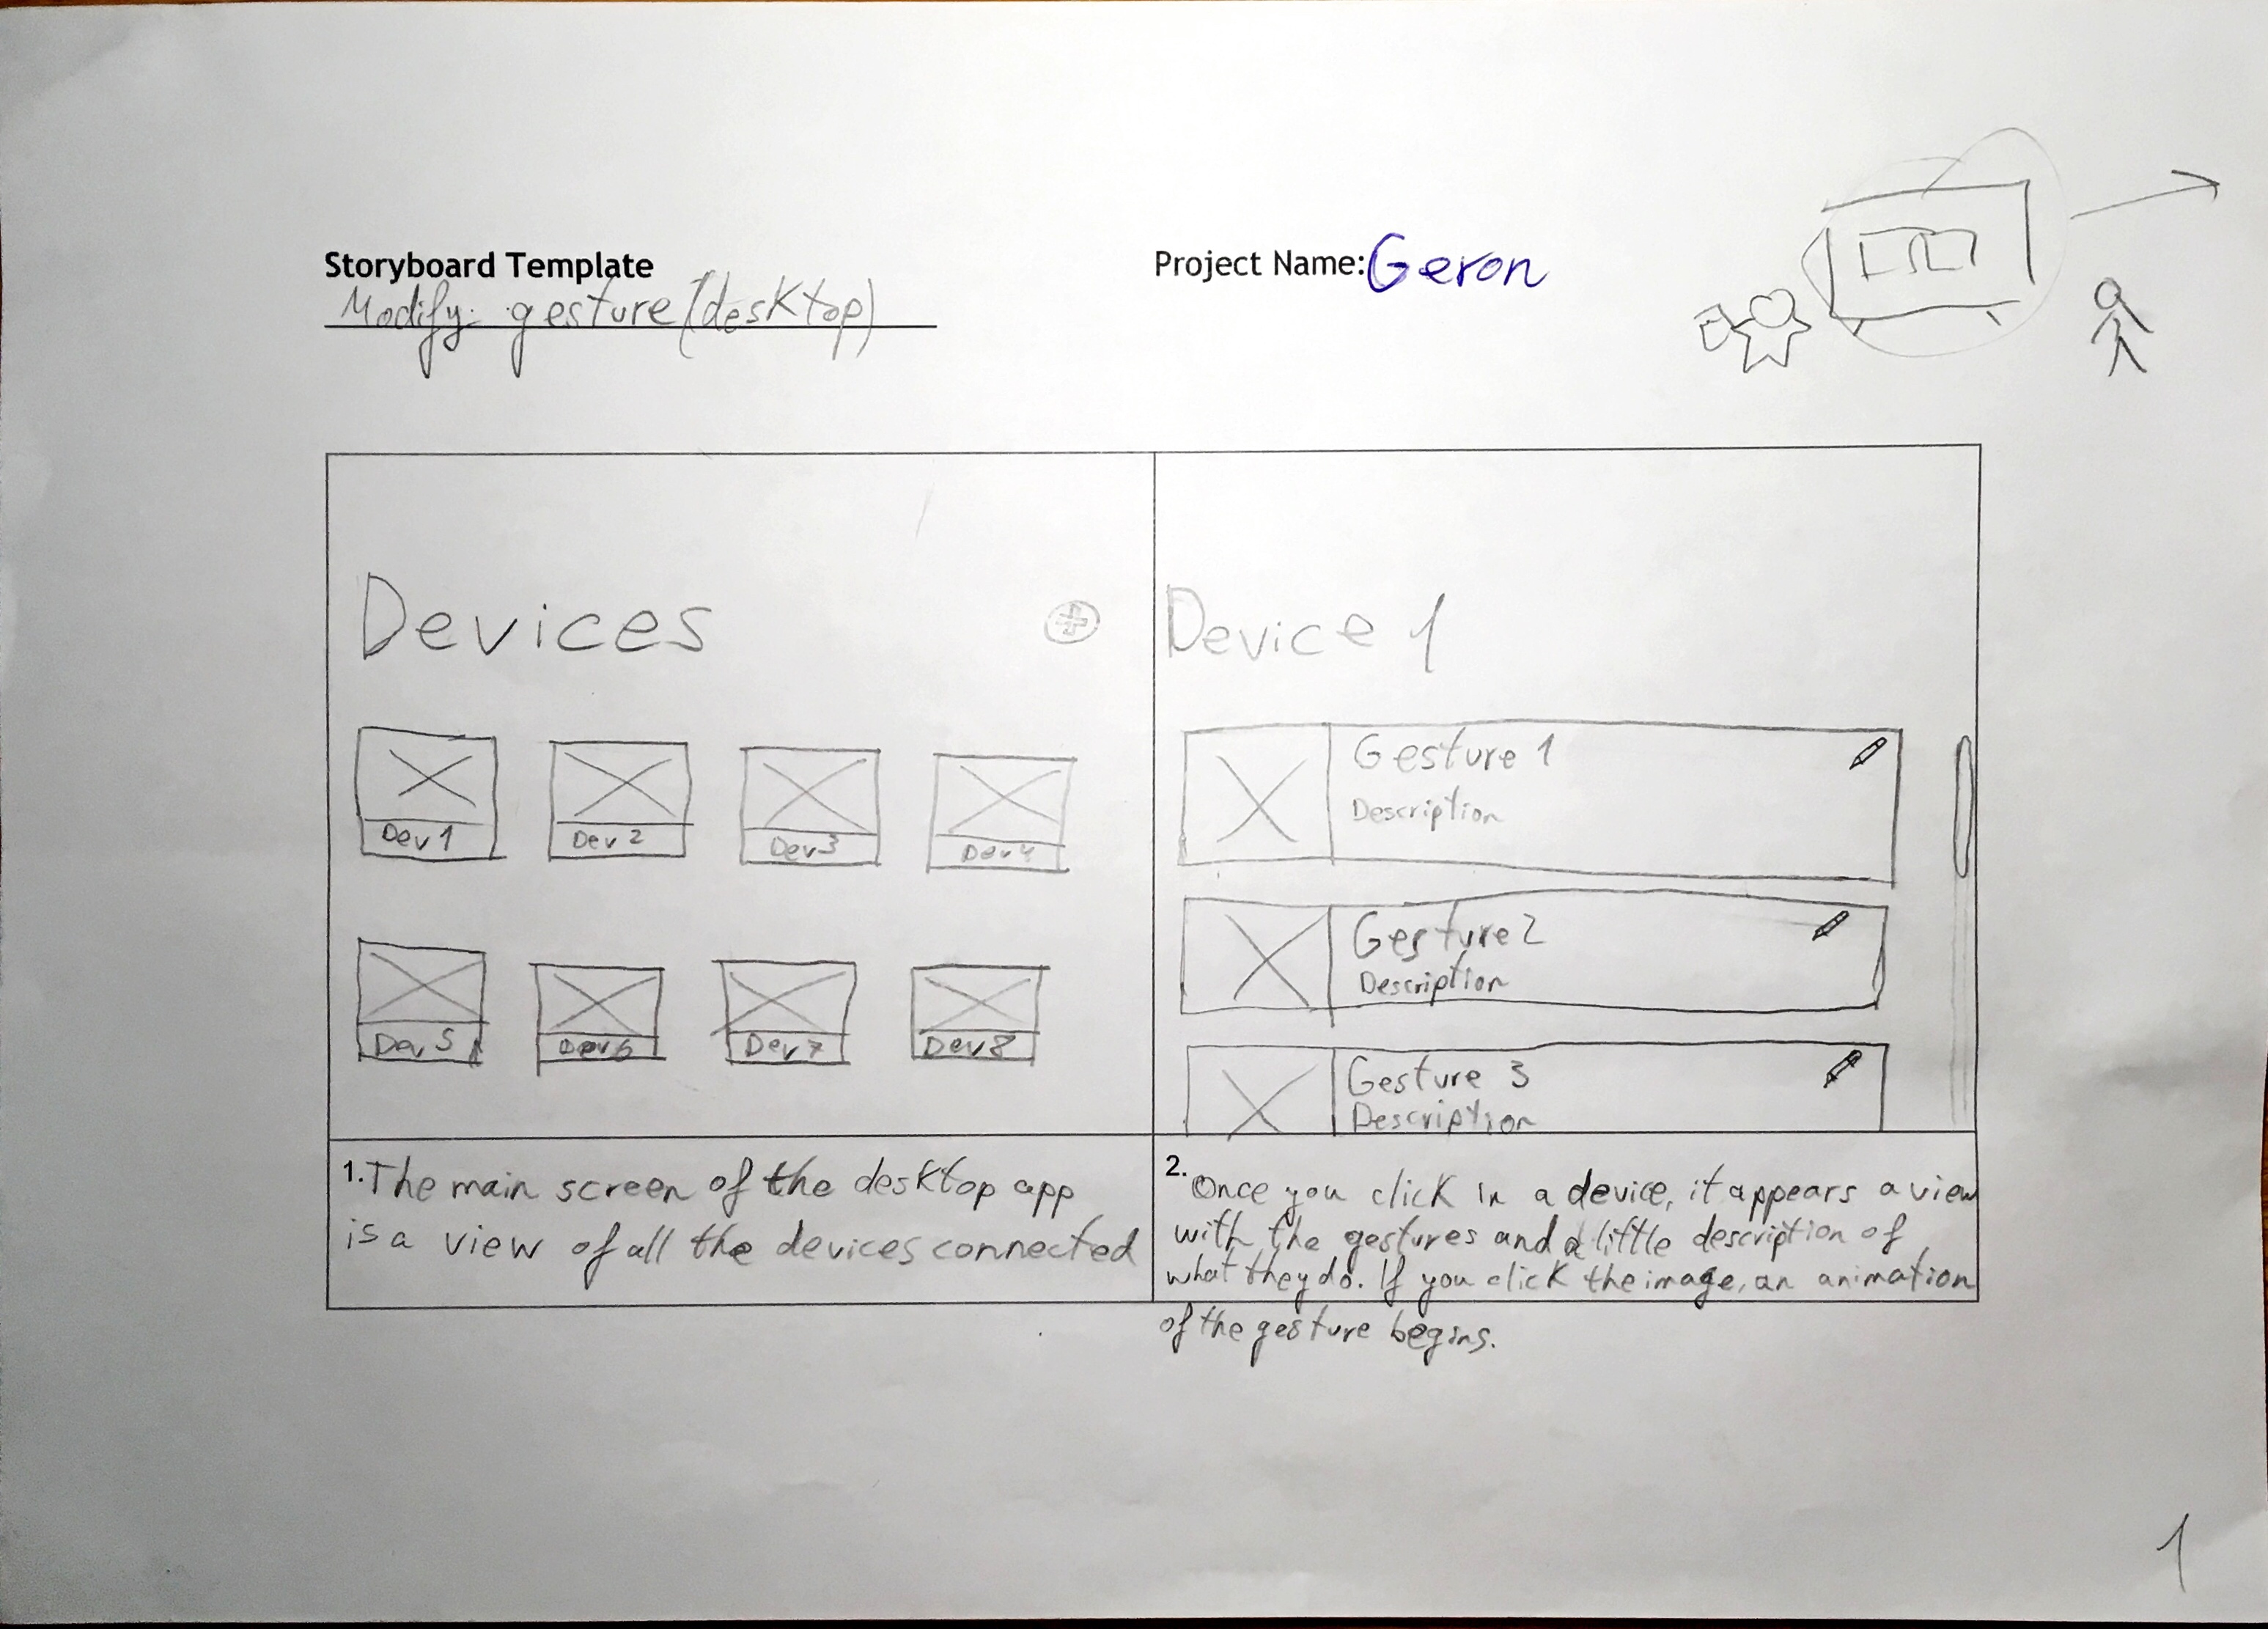 Storyboard Template
Project Name: Geron
Modify gesture (desktop)
Devices
Dev 1 Dev 2 Dev 3 Dev 4
Dev 5 Dev 6 Dev 7 Dev 8
1. The main screen of the desktop app
is a view of all the devices connected
Device 1
Gesture 1
Description
Gesture 2
Description
Gesture 3
Description
2. Once you click in a device, it appears a view
with the gestures and a little description of
what they do. If you click the image, an animation
of the gesture begins.
1